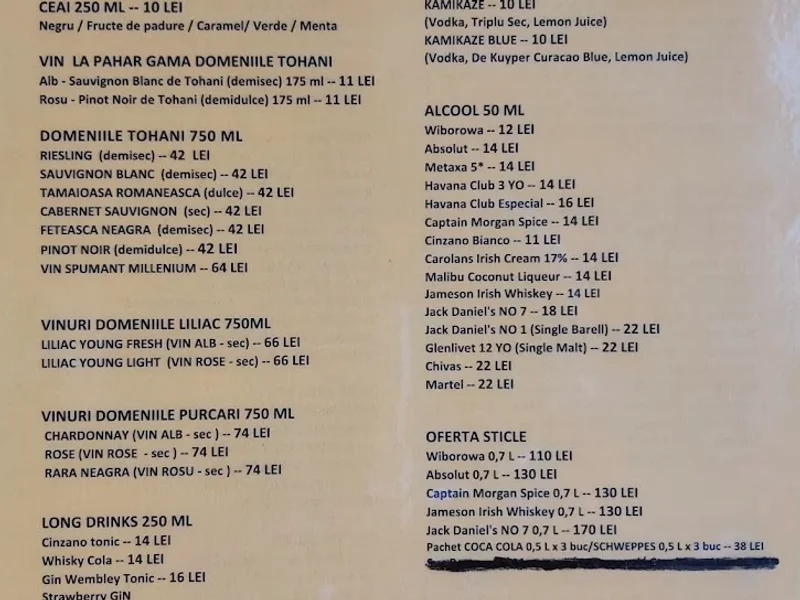 CEAI 250 ML -- 10 LEI
Negru / Fructe de padure / Caramel/ Verde / Menta
VIN LA PAHAR GAMA DOMENIILE TOHANI
Alb - Sauvignon Blanc de Tohani (demisec) 175 ml -- 11 LEI
Rosu - Pinot Noir de Tohani (demidulce) 175 ml -- 11 LEI
DOMENIILE TOHANI 750 ML
RIESLING (demisec) -- 42 LEI
SAUVIGNON BLANC (demisec) -- 42 LEI
TAMAIOASA ROMANEASCA (dulce) -- 42 LEI
CABERNET SAUVIGNON (sec) -- 42 LEI
FETEASCA NEAGRA (demisec) -- 42 LEI
PINOT NOIR (demidulce) -- 42 LEI
VIN SPUMANT MILLENIUM -- 64 LEI
VINURI DOMENIILE LILIAC 750ML
LILIAC YOUNG FRESH (VIN ALB - sec) -- 66 LEI
LILIAC YOUNG LIGHT (VIN ROSE - sec) -- 66 LEI
VINURI DOMENIILE PURCARI 750 ML
CHARDONNAY (VIN ALB - sec ) -- 74 LEI
ROSE (VIN ROSE - sec ) -- 74 LEI
RARA NEAGRA (VIN ROSU - sec ) -- 74 LEI
LONG DRINKS 250 ML
Cinzano tonic -- 14 LEI
Whisky Cola -- 14 LEI
Gin Wembley Tonic -- 16 LEI
Strawberry GiN
KAMIKAZE -- 10 LEI
(Vodka, Triplu Sec, Lemon Juice)
KAMIKAZE BLUE -- 10 LEI
(Vodka, De Kuyper Curacao Blue, Lemon Juice)
ALCOOL 50 ML
Wiborowa -- 12 LEI
Absolut -- 14 LEI
Metaxa 5* -- 14 LEI
Havana Club 3 YO -- 14 LEI
Havana Club Especial -- 16 LEI
Captain Morgan Spice -- 14 LEI
Cinzano Bianco -- 11 LEI
Carolans Irish Cream 17% -- 14 LEI
Malibu Coconut Liqueur -- 14 LEI
Jameson Irish Whiskey -- 14 LEI
Jack Daniel's NO 7 -- 18 LEI
Jack Daniel's NO 1 (Single Barell) -- 22 LEI
Glenlivet 12 YO (Single Malt) -- 22 LEI
Chivas -- 22 LEI
Martel -- 22 LEI
OFERTA STICLE
Wiborowa 0,7 L -- 110 LEI
Absolut 0,7 L -- 130 LEI
Captain Morgan Spice 0,7 L -- 130 LEI
Jameson Irish Whiskey 0,7 L -- 130 LEI
Jack Daniel's NO 7 0,7 L -- 170 LEI
Pachet COCA COLA 0,5 L x 3 buc/SCHWEPPES 0,5 L x 3 buc -- 38 LEI